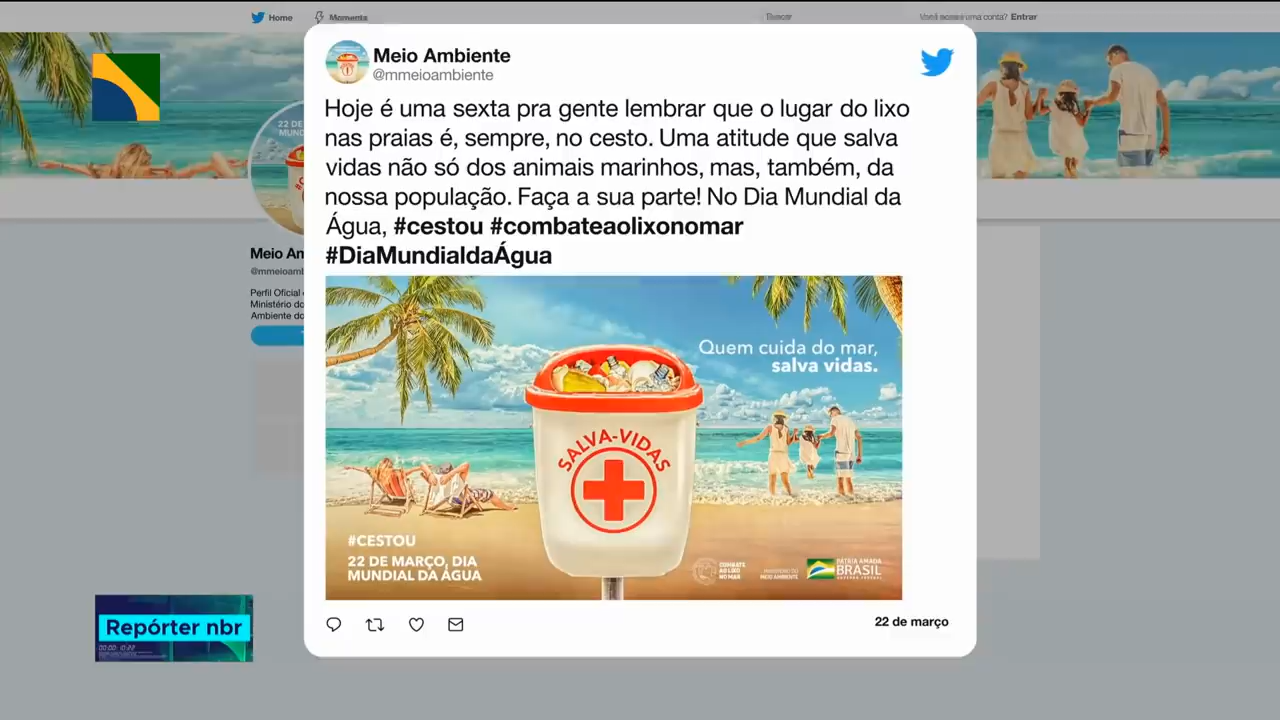 Home
Moments
Buscar
Você possui uma conta? Entrar
Meio Ambiente
@mmeioambiente
Hoje é uma sexta pra gente lembrar que o lugar do lixo
nas praias é, sempre, no cesto. Uma atitude que salva
vidas não só dos animais marinhos, mas, também, da
nossa população. Faça a sua parte! No Dia Mundial da
Água, #cestou #combateaolixonomar
#DiaMundialdaÁgua
22 DE
MUNDIAL
Meio Am
@mmeioamb
Perfil Oficial
Ministério do
Ambiente do
Quem cuida do mar,
salva vidas.
SALVA-VIDAS
#CESTOU
22 DE MARÇO, DIA
MUNDIAL DA ÁGUA
COMBATE
AO LIXO
NO MAR
MINISTÉRIO DO
MEIO AMBIENTE
PÁTRIA AMADA
BRASIL
GOVERNO FEDERAL
22 de março
Repórter nbr